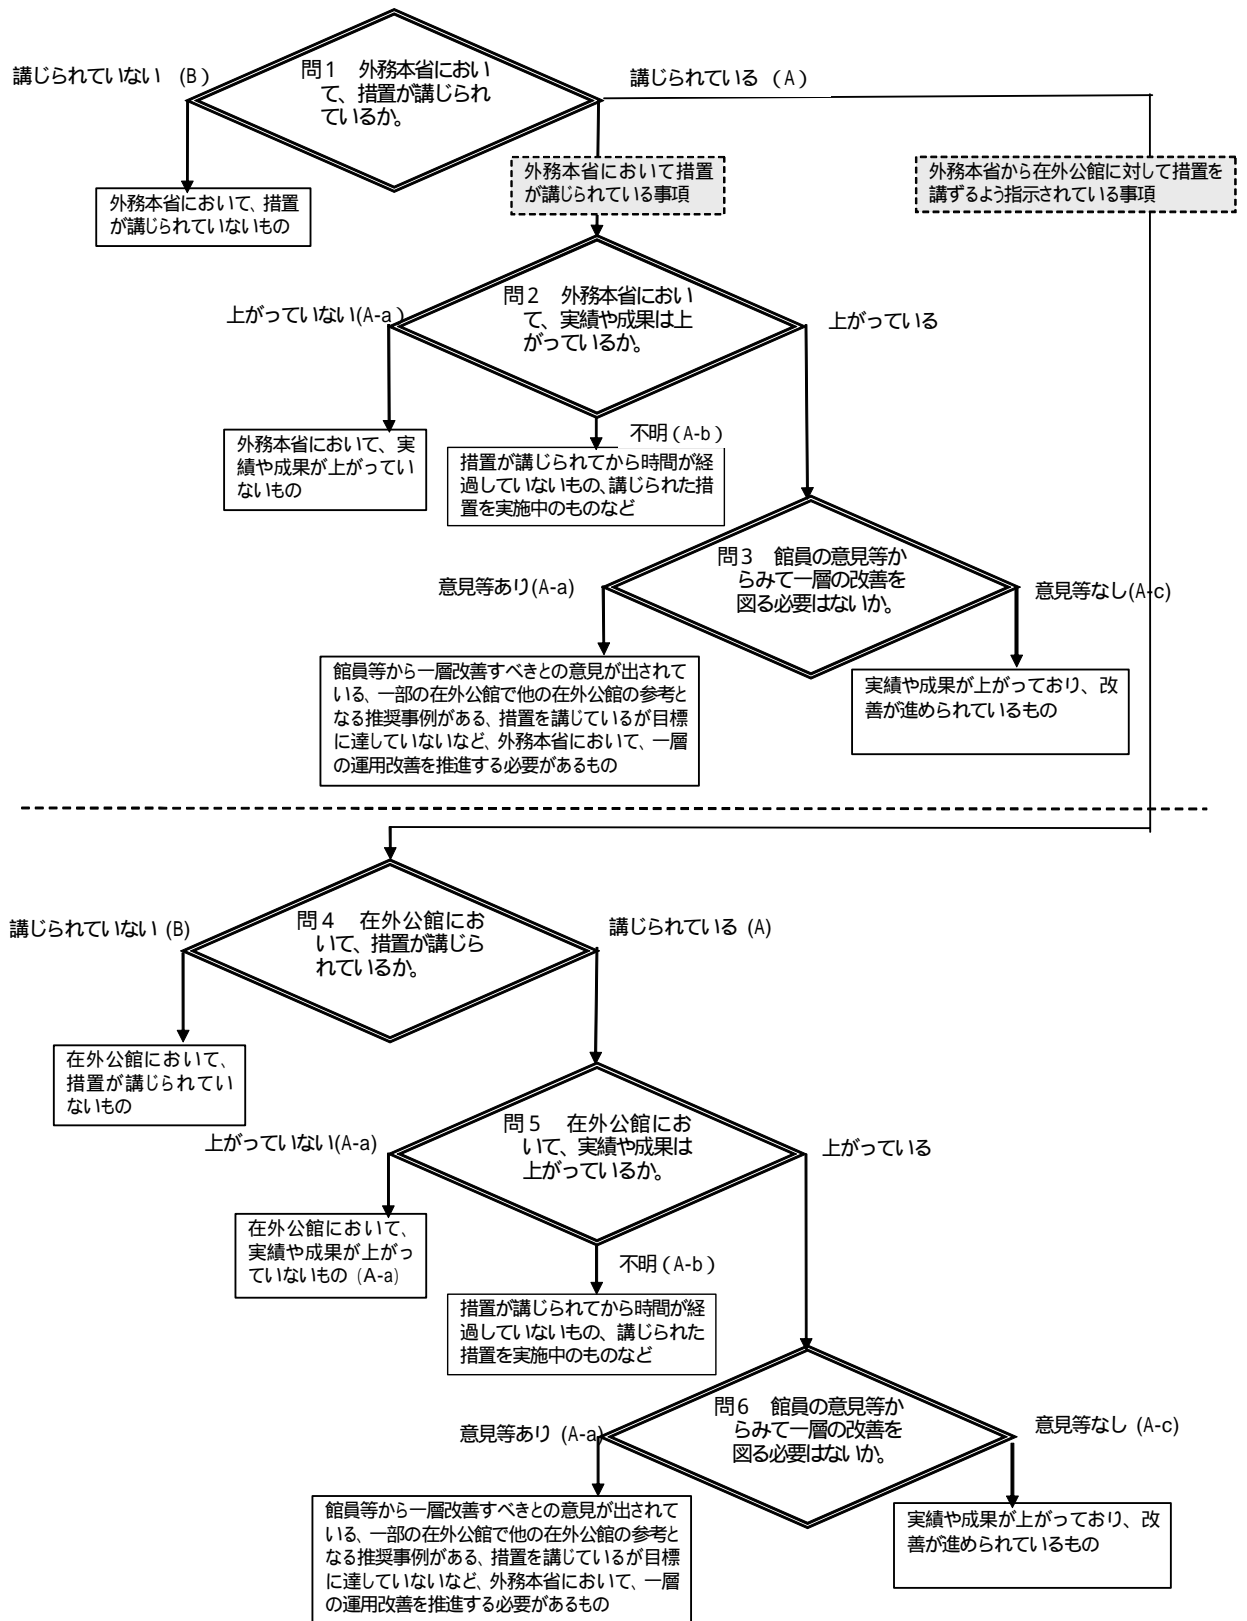 講じられていない (B)
問1 外務本省におい
て、措置が講じられ
ているか。
講じられている (A)
外務本省において措置
が講じられている事項
外務本省から在外公館に対して措置を
講ずるよう指示されている事項
外務本省において、措置
が講じられていないもの
上がっていない(A-a)
問2 外務本省におい
て、実績や成果は上
がっているか。
上がっている
外務本省において、実
績や成果が上がってい
ないもの
不明(A-b)
措置が講じられてから時間が経
過していないもの、講じられた措
置を実施中のものなど
意見等あり(A-a)
問3 館員の意見等か
らみて一層の改善を
図る必要はないか。
意見等なし(A-c)
館員等から一層改善すべきとの意見が出されて
いる、一部の在外公館で他の在外公館の参考と
なる推奨事例がある、措置を講じているが目標
に達していないなど、外務本省において、一層
の運用改善を推進する必要があるもの
実績や成果が上がっており、改
善が進められているもの
講じられていない (B)
問4 在外公館にお
いて、措置が講じら
れているか。
講じられている (A)
在外公館において、
措置が講じられてい
ないもの
上がっていない(A-a)
問5 在外公館にお
いて、実績や成果は
上がっているか。
上がっている
在外公館において、
実績や成果が上がっ
ていないもの (A-a)
不明(A-b)
措置が講じられてから時間が経
過していないもの、講じられた
措置を実施中のものなど
意見等あり (A-a)
問6 館員の意見等か
らみて一層の改善を
図る必要はないか。
意見等なし (A-c)
館員等から一層改善すべきとの意見が出されて
いる、一部の在外公館で他の在外公館の参考と
なる推奨事例がある、措置を講じているが目標
に達していないなど、外務本省において、一層
の運用改善を推進する必要があるもの
実績や成果が上がっており、改
善が進められているもの